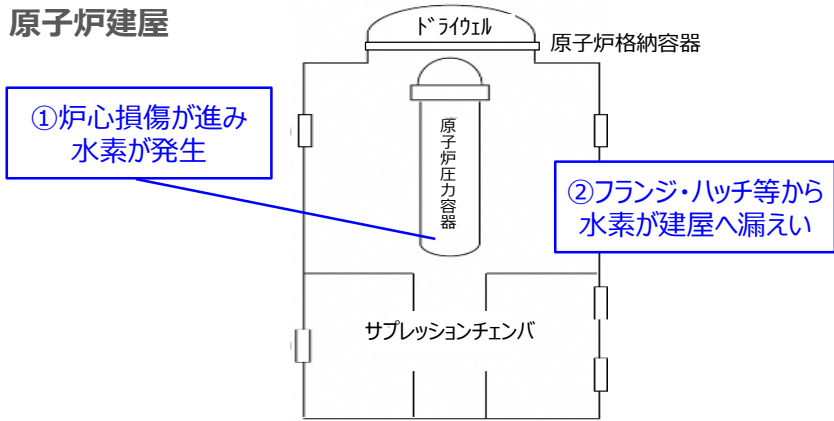 原子炉建屋
ドライウェル
原子炉格納容器
①炉心損傷が進み
水素が発生
原子炉圧力容器
②フランジ・ハッチ等から
水素が建屋へ漏えい
サプレッションチェンバ